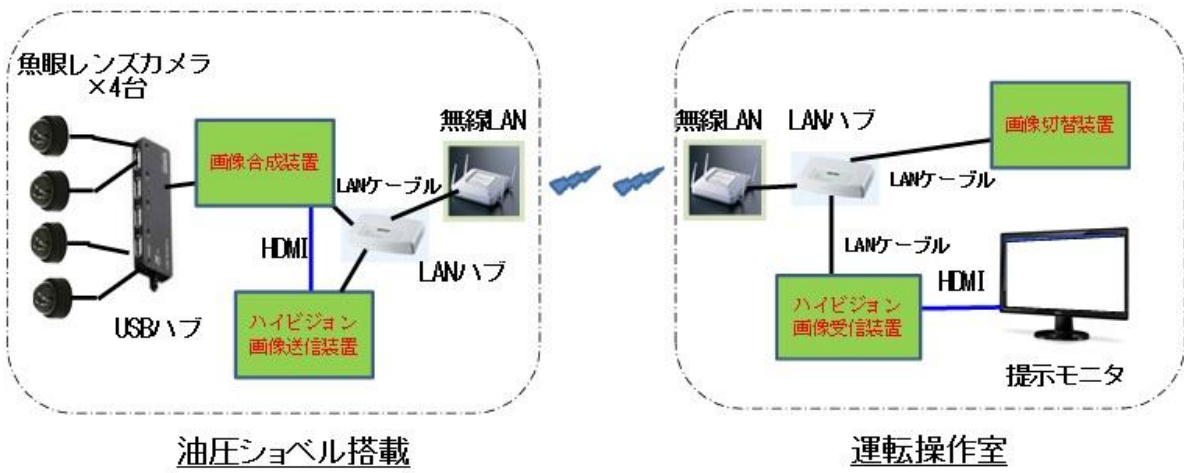 魚眼レンズカメラ
×4台
画像合成装置
無線LAN
LANケーブル
HDMI
LANハブ
USBハブ
ハイビジョン
画像送信装置
油圧ショベル搭載
無線LAN
LANハブ
画像切替装置
LANケーブル
LANケーブル
HDMI
ハイビジョン
画像受信装置
提示モニタ
運転操作室